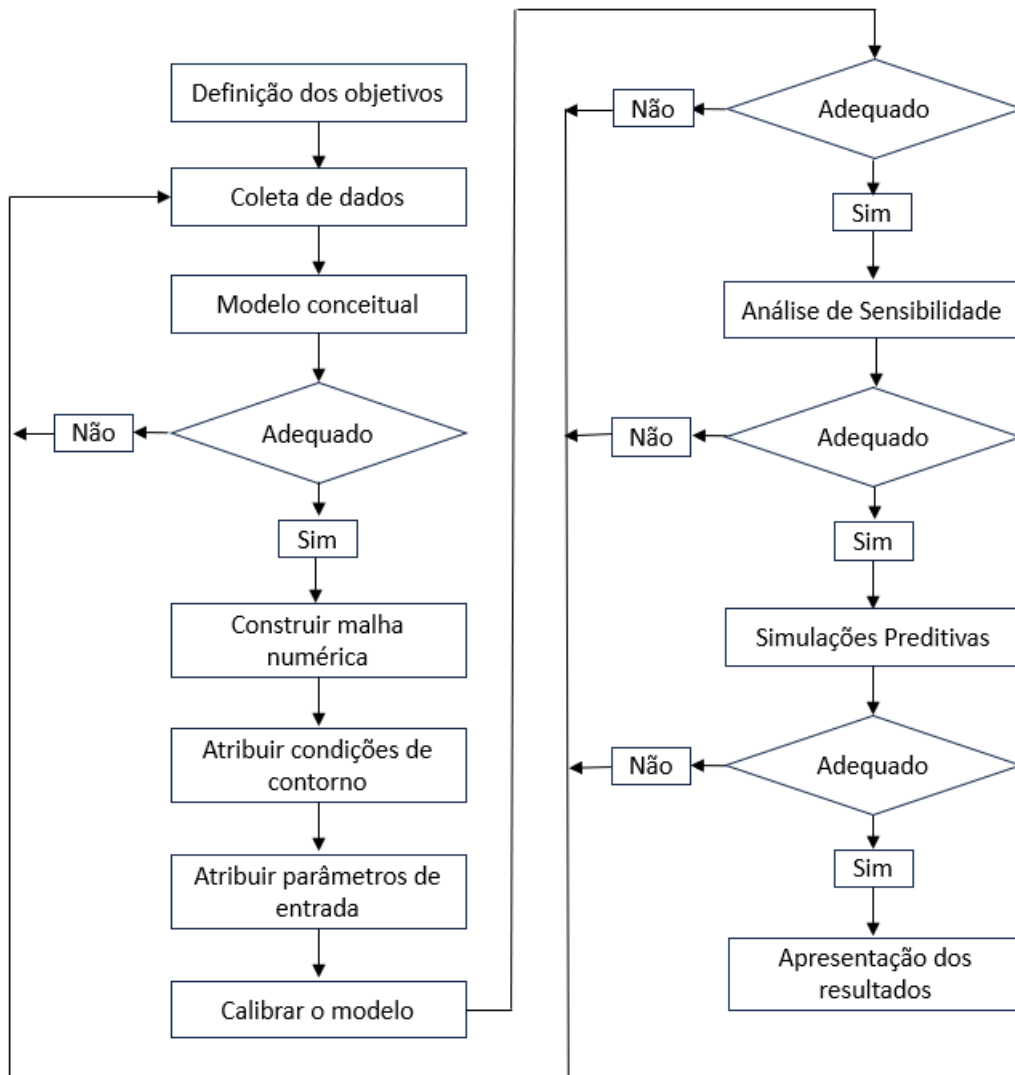 Definição dos objetivos
Coleta de dados
Modelo conceitual
Adequado
Não
Sim
Construir malha
numérica
Atribuir condições de
contorno
Atribuir parâmetros de
entrada
Calibrar o modelo
Adequado
Não
Sim
Análise de Sensibilidade
Adequado
Não
Sim
Simulações Preditivas
Adequado
Não
Sim
Apresentação dos
resultados